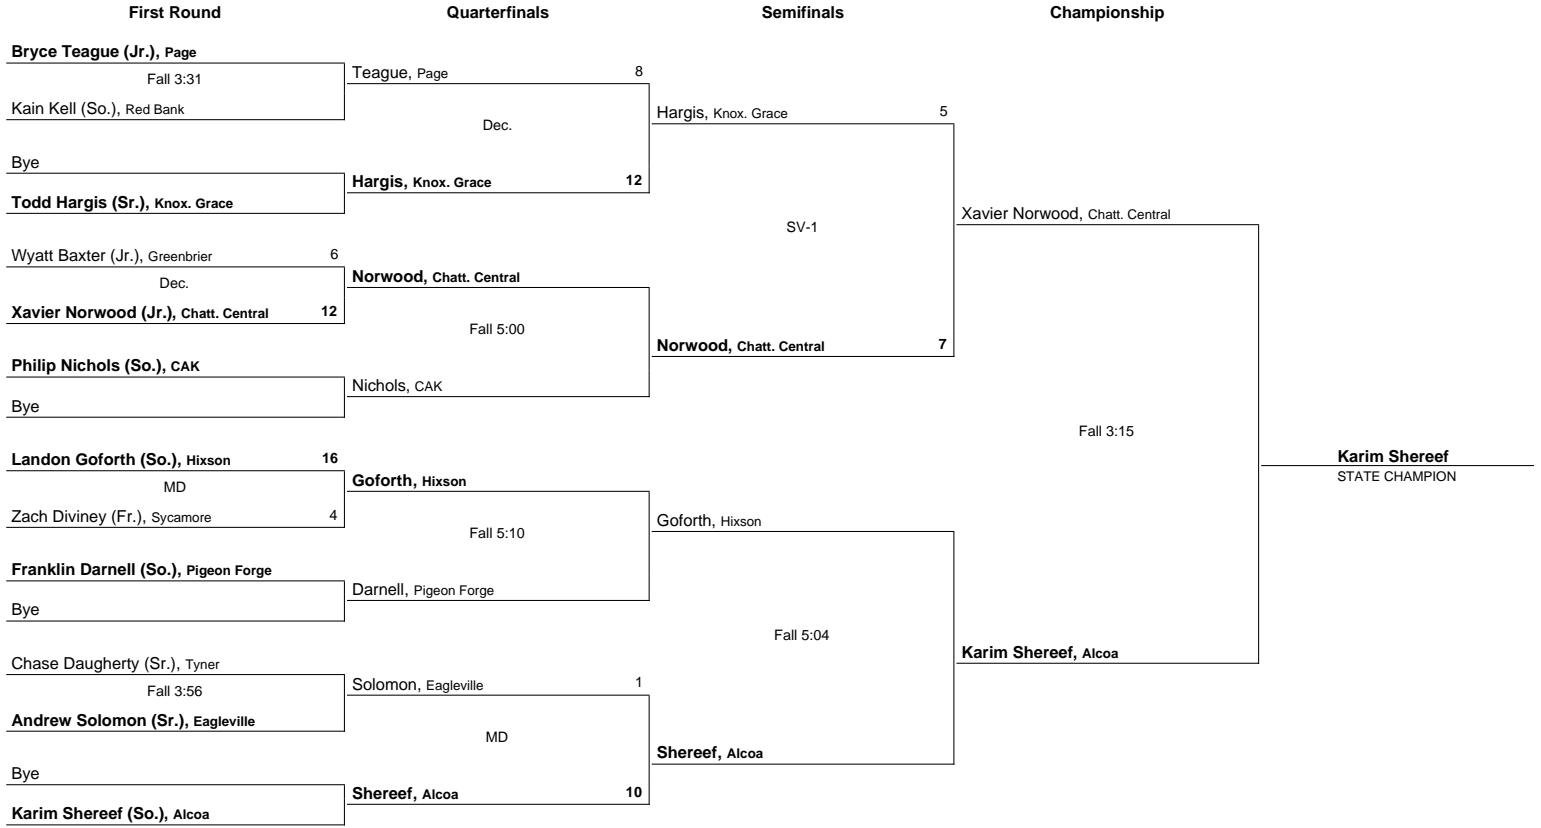 First Round
Quarterfinals
Semifinals
Championship
Bryce Teague (Jr.), Page
Fall 3:31
Kain Kell (So.), Red Bank
Bye
Todd Hargis (Sr.), Knox. Grace
Wyatt Baxter (Jr.), Greenbrier 6
Dec.
Xavier Norwood (Jr.), Chatt. Central 12
Philip Nichols (So.), CAK
Bye
Landon Goforth (So.), Hixson 16
MD
Zach Diviney (Fr.), Sycamore 4
Franklin Darnell (So.), Pigeon Forge
Bye
Chase Daugherty (Sr.), Tyner
Fall 3:56
Andrew Solomon (Sr.), Eagleville
Bye
Karim Shereef (So.), Alcoa
Teague, Page 8
Dec.
Hargis, Knox. Grace 12
Norwood, Chatt. Central
Fall 5:00
Nichols, CAK
Goforth, Hixson
Fall 5:10
Darnell, Pigeon Forge
Solomon, Eagleville 1
MD
Shereef, Alcoa 10
Hargis, Knox. Grace 5
SV-1
Norwood, Chatt. Central 7
Goforth, Hixson
Fall 5:04
Shereef, Alcoa
Xavier Norwood, Chatt. Central
Fall 3:15
Karim Shereef, Alcoa
Karim Shereef
STATE CHAMPION